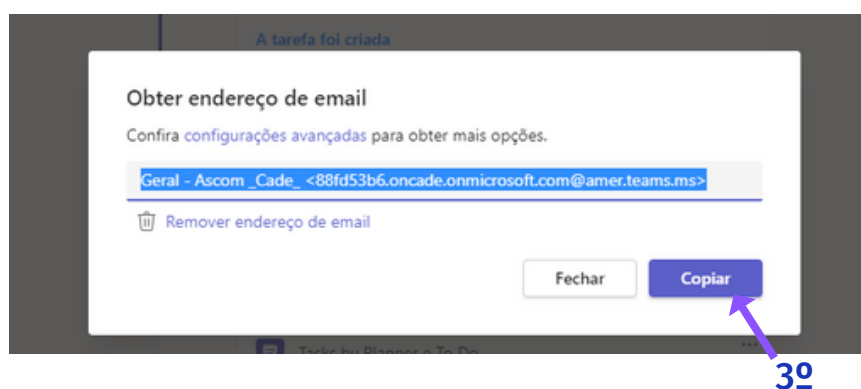 A tarefa foi criada
Obter endereço de email
Confira configurações avançadas para obter mais opções.
Geral - Ascom _Cade_ <88fd53b6.oncade.onmicrosoft.com@amer.teams.ms>
Remover endereço de email
Fechar
Copiar
Tasks by Planner e To Do
...
3º